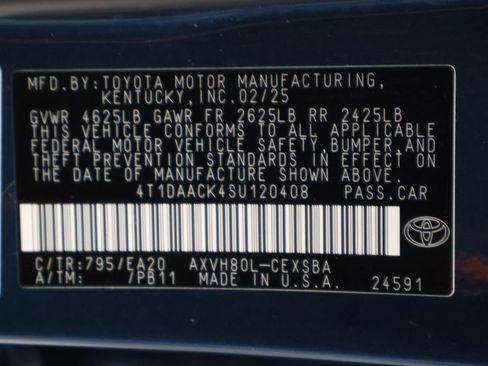 MFD.BY:TOYOTA MOTOR MANUFACTURING,
KENTUCKY,INC.02/25
GVWR 4625LB GAWR FR 2625LB RR 2425LB
THIS VEHICLE CONFORMS TO ALL APPLICABLE
FEDERAL MOTOR VEHICLE SAFETY,BUMPER,AND
THEFT PREVENTION STANDARDS IN EFFECT ON
THE DATE OF MANUFACTURE SHOWN ABOVE.
4T1DAACK4SU120408 PASS.CAR
C/TR:795/EA20 AXVH80L-CEXSBA
A/TM: /PB11 MADE IN U.S.A. 24591